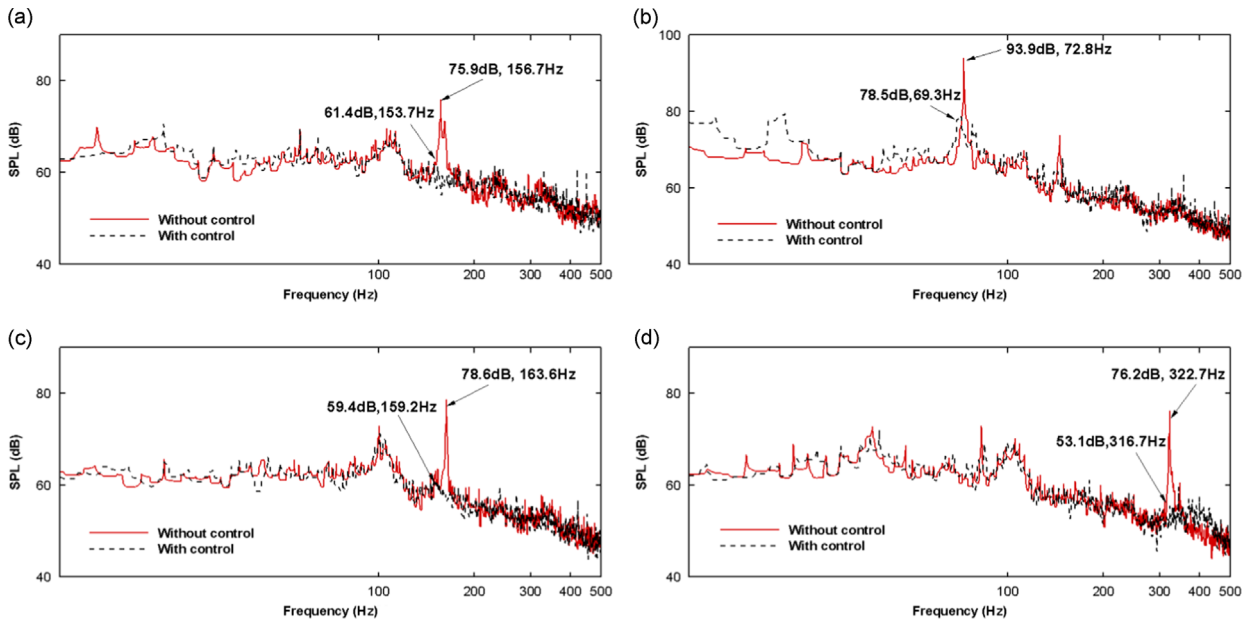 (a)
80
60
40
SPL (dB)
75.9dB, 156.7Hz
61.4dB,153.7Hz
Without control
With control
100 200 300 400 500
Frequency (Hz)
(b)
100
80
60
40
SPL (dB)
93.9dB, 72.8Hz
78.5dB,69.3Hz
Without control
With control
100 200 300 400 500
Frequency (Hz)
(c)
80
60
40
SPL (dB)
78.6dB, 163.6Hz
59.4dB,159.2Hz
Without control
With control
100 200 300 400 500
Frequency (Hz)
(d)
80
60
40
SPL (dB)
76.2dB, 322.7Hz
53.1dB,316.7Hz
Without control
With control
100 200 300 400 500
Frequency (Hz)